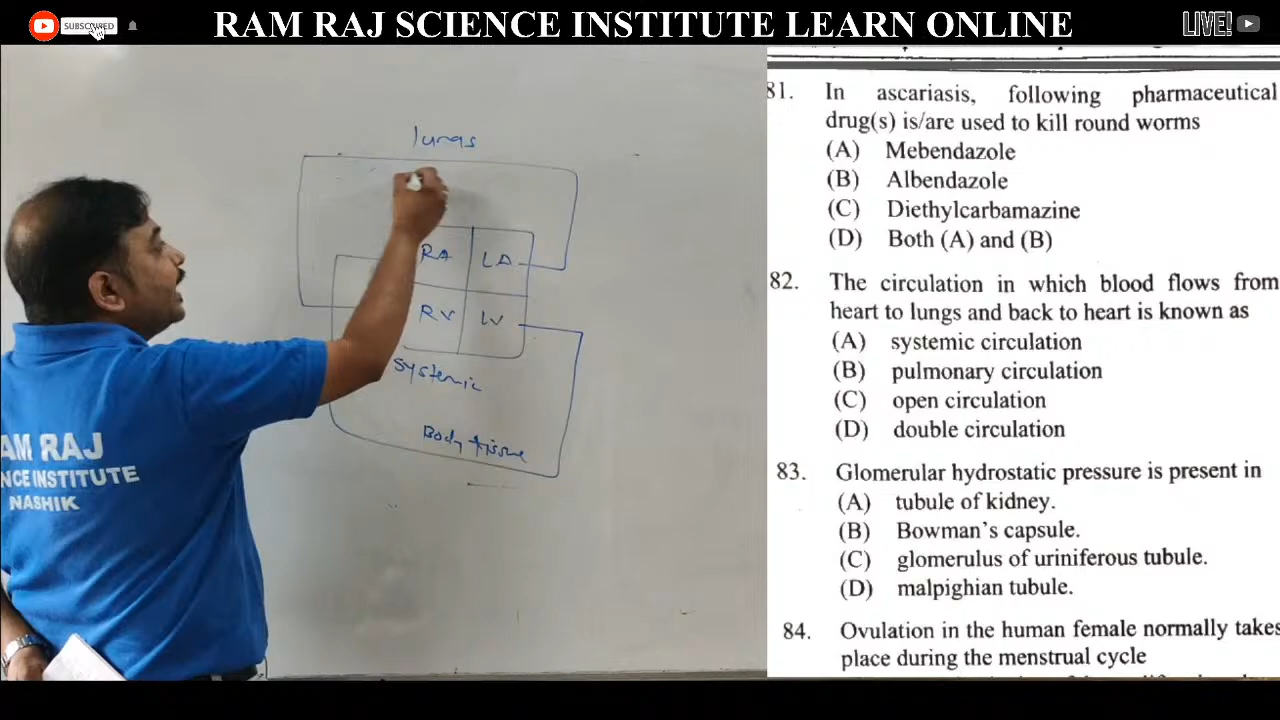 SUBSCRIBED
RAM RAJ SCIENCE INSTITUTE LEARN ONLINE
LIVE!
lungs
RA
LA
RV
LV
systemic
Body tissue
RAM RAJ
SCIENCE INSTITUTE
NASHIK
81. In ascariasis, following pharmaceutical
drug(s) is/are used to kill round worms
(A) Mebendazole
(B) Albendazole
(C) Diethylcarbamazine
(D) Both (A) and (B)
82. The circulation in which blood flows from
heart to lungs and back to heart is known as
(A) systemic circulation
(B) pulmonary circulation
(C) open circulation
(D) double circulation
83. Glomerular hydrostatic pressure is present in
(A) tubule of kidney.
(B) Bowman's capsule.
(C) glomerulus of uriniferous tubule.
(D) malpighian tubule.
84. Ovulation in the human female normally takes
place during the menstrual cycle